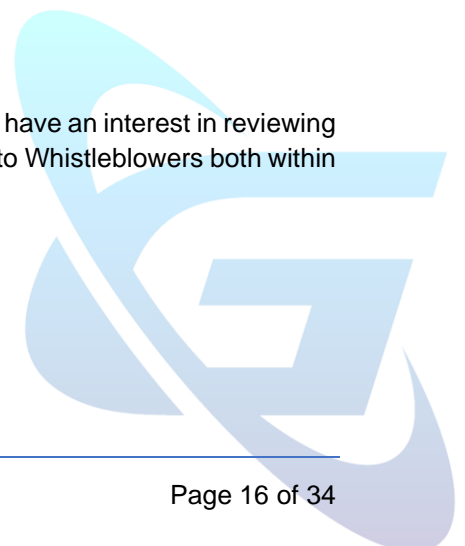 have an interest in reviewing
to Whistleblowers both within
Page 16 of 34